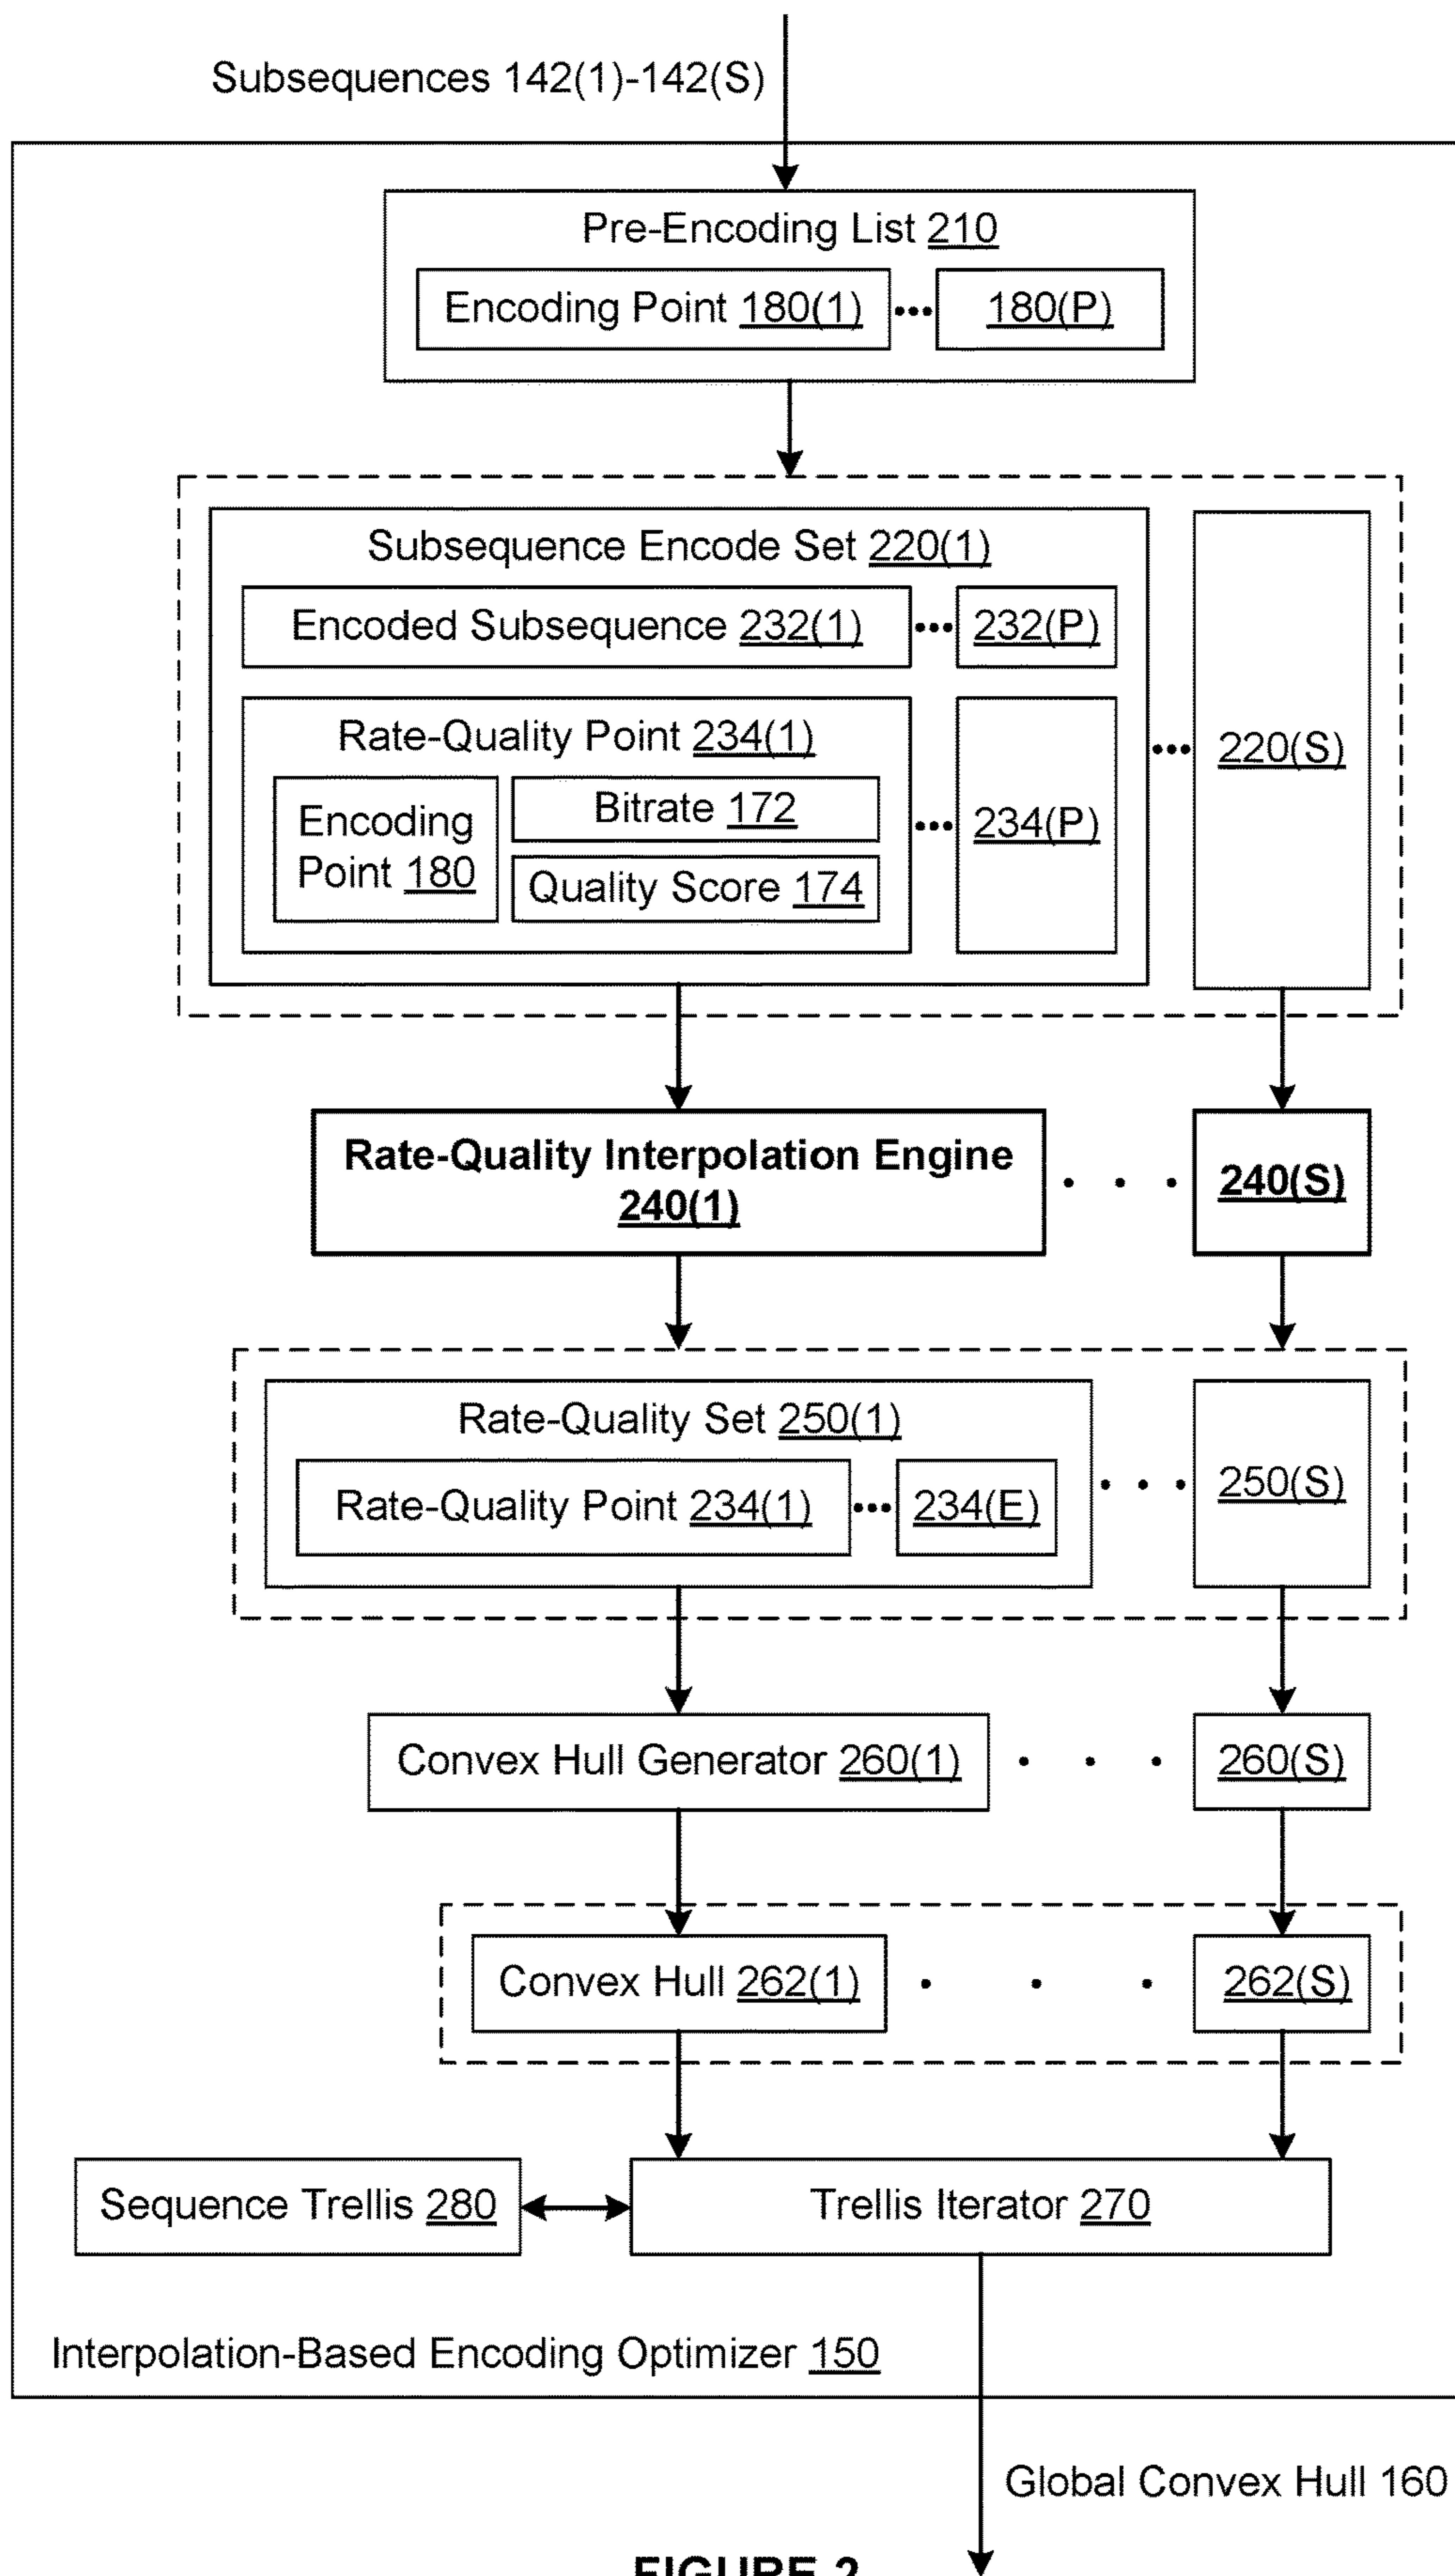 Subsequences 142(1)-142(S)
Pre-Encoding List 210
Encoding Point 180(1) ••• 180(P)
Subsequence Encode Set 220(1)
Encoded Subsequence 232(1) ••• 232(P)
Rate-Quality Point 234(1)
Encoding
Point 180
Bitrate 172
Quality Score 174
••• 234(P)
••• 220(S)
Rate-Quality Interpolation Engine
240(1)
• • • 240(S)
Rate-Quality Set 250(1)
Rate-Quality Point 234(1) ••• 234(E)
• • • 250(S)
Convex Hull Generator 260(1) • • • 260(S)
Convex Hull 262(1) • • • 262(S)
Sequence Trellis 280
Trellis Iterator 270
Interpolation-Based Encoding Optimizer 150
Global Convex Hull 160
FIGURE 2